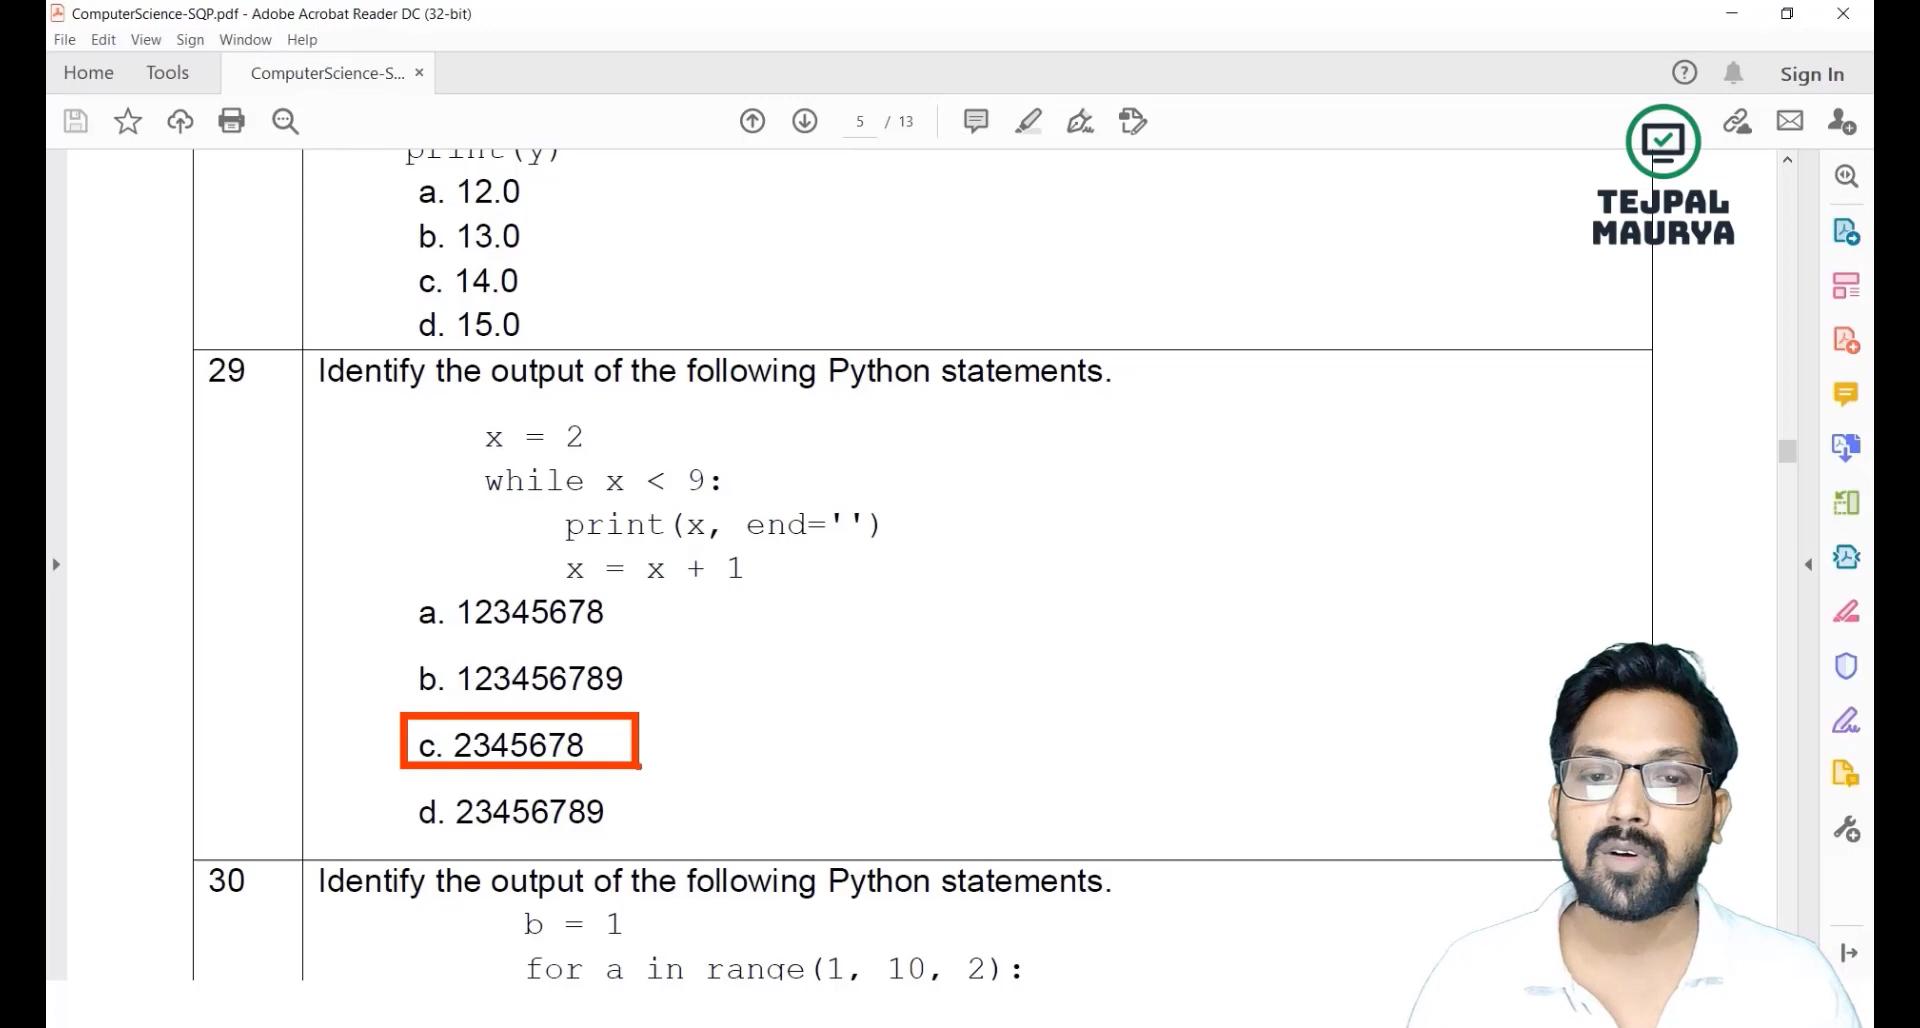 ComputerScience-SQP.pdf - Adobe Acrobat Reader DC (32-bit)
File Edit View Sign Window Help
Home Tools ComputerScience-S... ×
Sign In
5 / 13
TEJPAL
MAURYA
print(y)
a. 12.0
b. 13.0
c. 14.0
d. 15.0
29 Identify the output of the following Python statements.
x = 2
while x < 9:
print(x, end='')
x = x + 1
a. 12345678
b. 123456789
c. 2345678
d. 23456789
30 Identify the output of the following Python statements.
b = 1
for a in range(1, 10, 2):